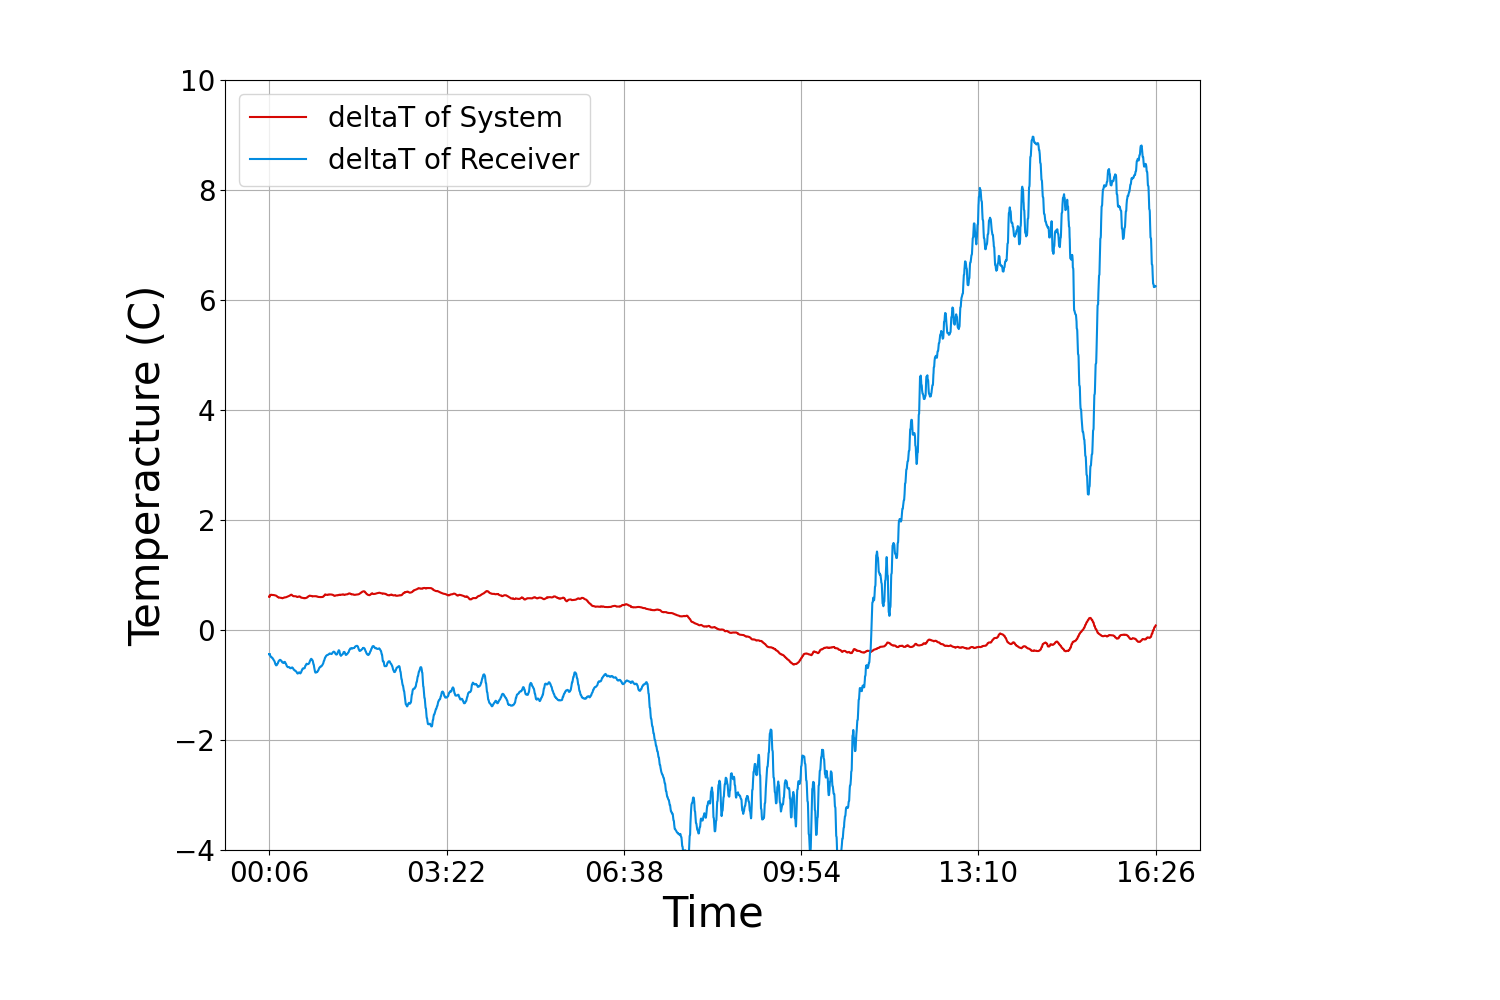 10
8
6
4
2
0
−2
−4
Temperacture (C)
deltaT of System
deltaT of Receiver
00:06 03:22 06:38 09:54 13:10 16:26
Time